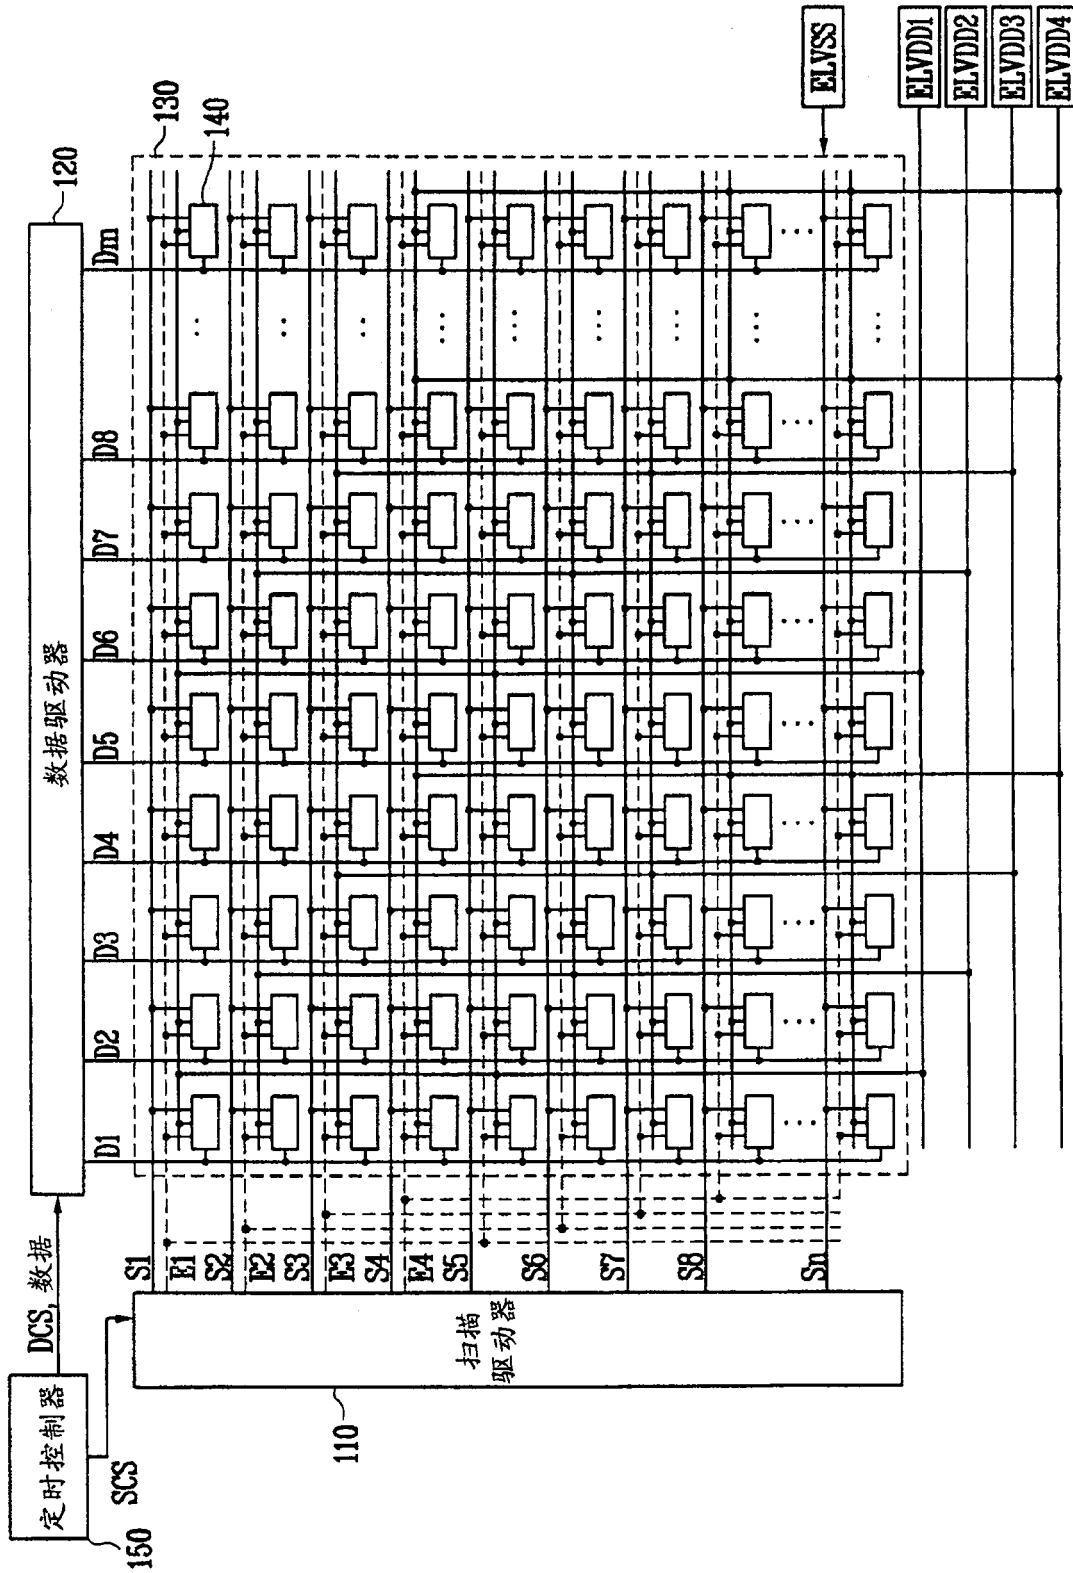 定时控制器
150
DCS, 数据
SCS
数据驱动器
120
扫描
驱动器
110
130
140
D1
D2
D3
D4
D5
D6
D7
D8
Dm
S1
E1
S2
E2
S3
E3
S4
E4
S5
S6
S7
S8
Sn
ELVSS
ELVDD1
ELVDD2
ELVDD3
ELVDD4